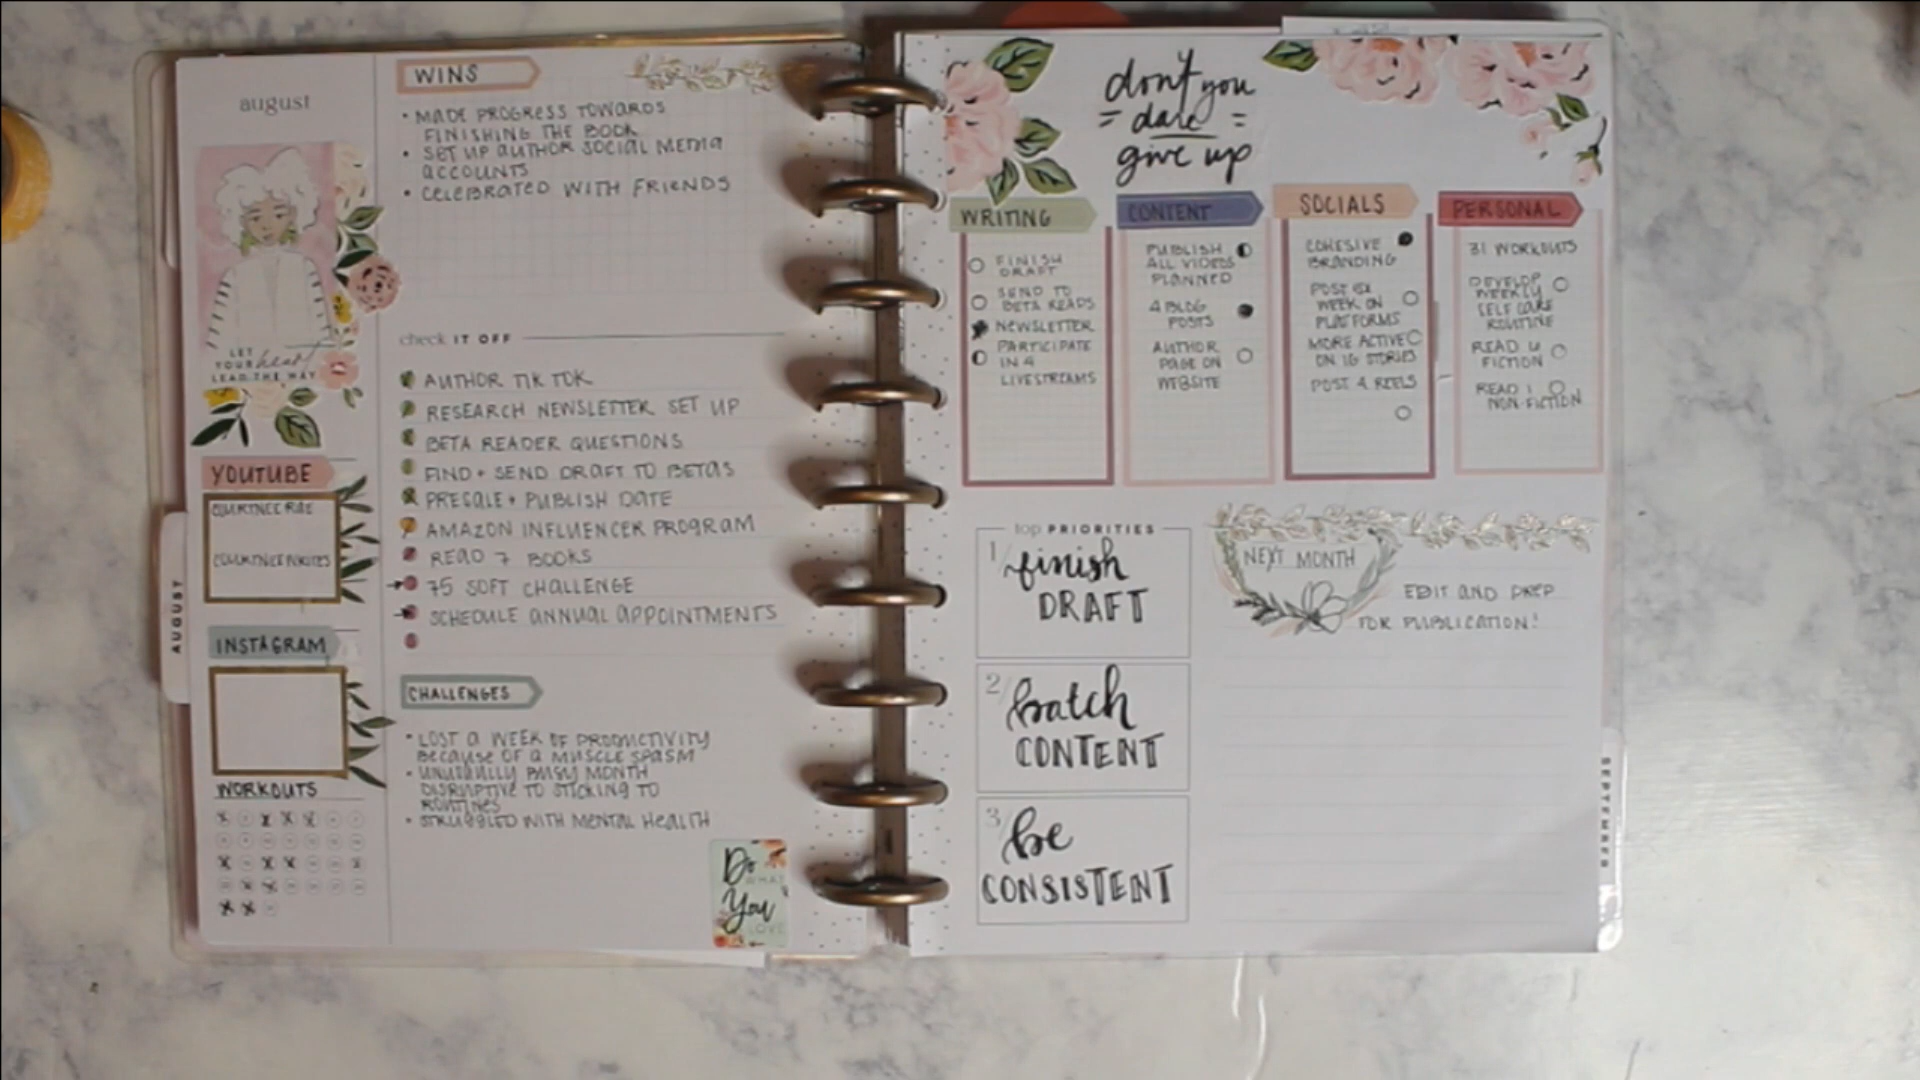 august
LET
YOUR heart
LEAD THE WAY
YOUTUBE
INSTAGRAM
WORKOUTS
AUGUST
WINS
• MADE PROGRESS TOWARDS
FINISHING THE BOOK
• SET UP AUTHOR SOCIAL MEDIA
ACCOUNTS
• CELEBRATED WITH FRIENDS
check IT OFF
AUTHOR TIK TOK
RESEARCH NEWSLETTER SET UP
BETA READER QUESTIONS
FIND + SEND DRAFT TO BETAS
PRESALE + PUBLISH DATE
AMAZON INFLUENCER PROGRAM
READ 7 BOOKS
75 SOFT CHALLENGE
SCHEDULE ANNUAL APPOINTMENTS
CHALLENGES
• LOST A WEEK OF PRODUCTIVITY
BECAUSE OF A MUSCLE SPASM
• UNUSUALLY BUSY MONTH
DISRUPTIVE TO STICKING TO
ROUTINES
• STRUGGLED WITH MENTAL HEALTH
Do
WHAT
You
LOVE
don't you
= dare =
give up
WRITING
FINISH
DRAFT
SEND TO
BETA READS
NEWSLETTER
PARTICIPATE
IN 4
LIVESTREAMS
CONTENT
PUBLISH
ALL VIDEOS
PLANNED
4 BLOG
POSTS
AUTHOR
PAGE ON
WEBSITE
SOCIALS
COHESIVE
BRANDING
POST
WEEK ON
PLATFORMS
MORE ACTIVE
ON IG STORIES
POST 4 REELS
PERSONAL
31 WORKOUTS
DEVELOP
WEEKLY
SELF CARE
ROUTINE
READ 4
FICTION
READ 1
NON-FICTION
top PRIORITIES
1 finish
DRAFT
2 batch
CONTENT
3 be
CONSISTENT
NEXT MONTH
EDIT AND PREP
FOR PUBLICATION!
SEPTEMBER